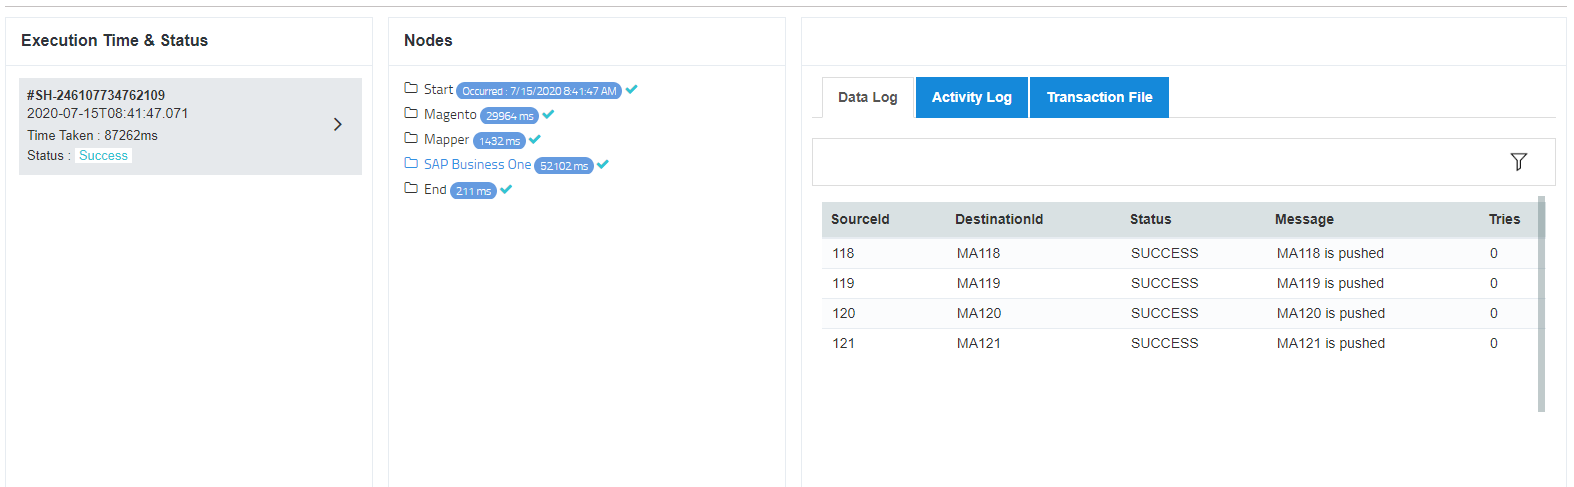 Execution Time & Status
#SH-246107734762109
2020-07-15T08:41:47.071
Time Taken : 87262ms
Status : Success
Nodes
Start Occurred : 7/15/2020 8:41:47 AM
Magento 29964 ms
Mapper 1432 ms
SAP Business One 52102 ms
End 211 ms
Data Log Activity Log Transaction File
SourceId DestinationId Status Message Tries
118 MA118 SUCCESS MA118 is pushed 0
119 MA119 SUCCESS MA119 is pushed 0
120 MA120 SUCCESS MA120 is pushed 0
121 MA121 SUCCESS MA121 is pushed 0